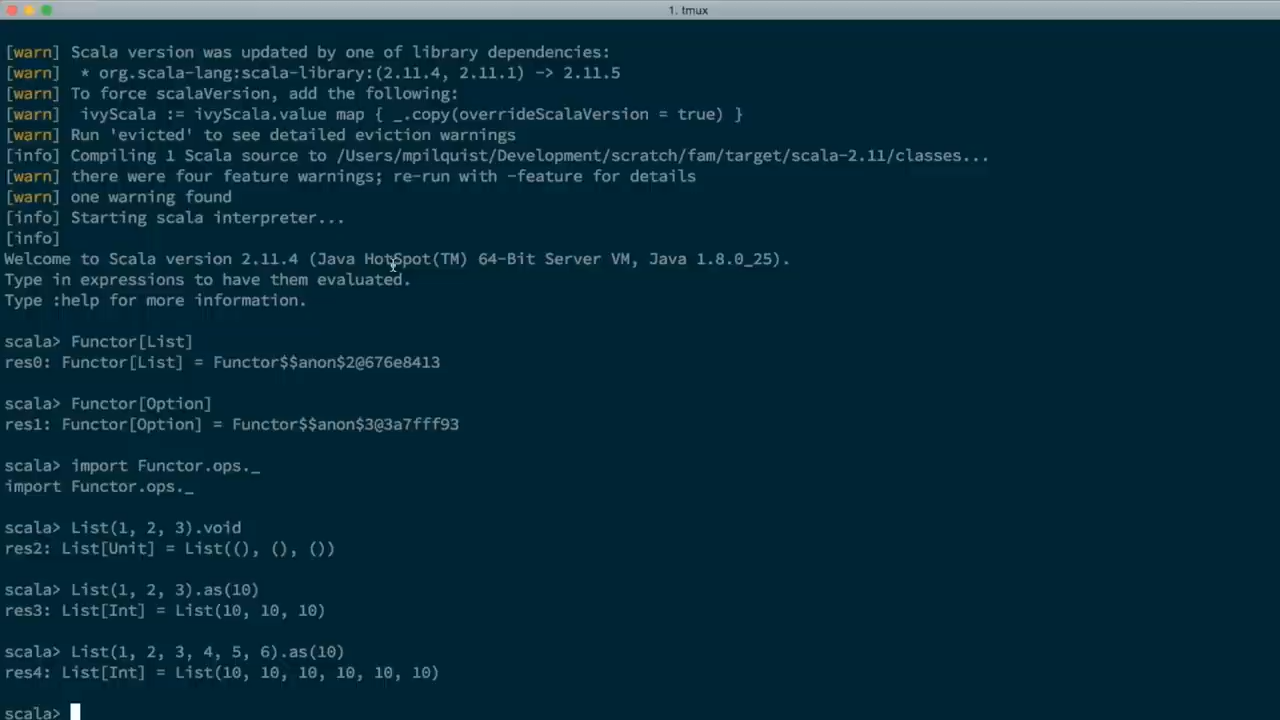 1. tmux
[warn] Scala version was updated by one of library dependencies:
[warn]  * org.scala-lang:scala-library:(2.11.4, 2.11.1) -> 2.11.5
[warn] To force scalaVersion, add the following:
[warn]  ivyScala := ivyScala.value map { _.copy(overrideScalaVersion = true) }
[warn] Run 'evicted' to see detailed eviction warnings
[info] Compiling 1 Scala source to /Users/mpilquist/Development/scratch/fam/target/scala-2.11/classes...
[warn] there were four feature warnings; re-run with -feature for details
[warn] one warning found
[info] Starting scala interpreter...
[info]
Welcome to Scala version 2.11.4 (Java HotSpot(TM) 64-Bit Server VM, Java 1.8.0_25).
Type in expressions to have them evaluated.
Type :help for more information.
scala> Functor[List]
res0: Functor[List] = Functor$$anon$2@676e8413
scala> Functor[Option]
res1: Functor[Option] = Functor$$anon$3@3a7fff93
scala> import Functor.ops._
import Functor.ops._
scala> List(1, 2, 3).void
res2: List[Unit] = List((), (), ())
scala> List(1, 2, 3).as(10)
res3: List[Int] = List(10, 10, 10)
scala> List(1, 2, 3, 4, 5, 6).as(10)
res4: List[Int] = List(10, 10, 10, 10, 10, 10)
scala>